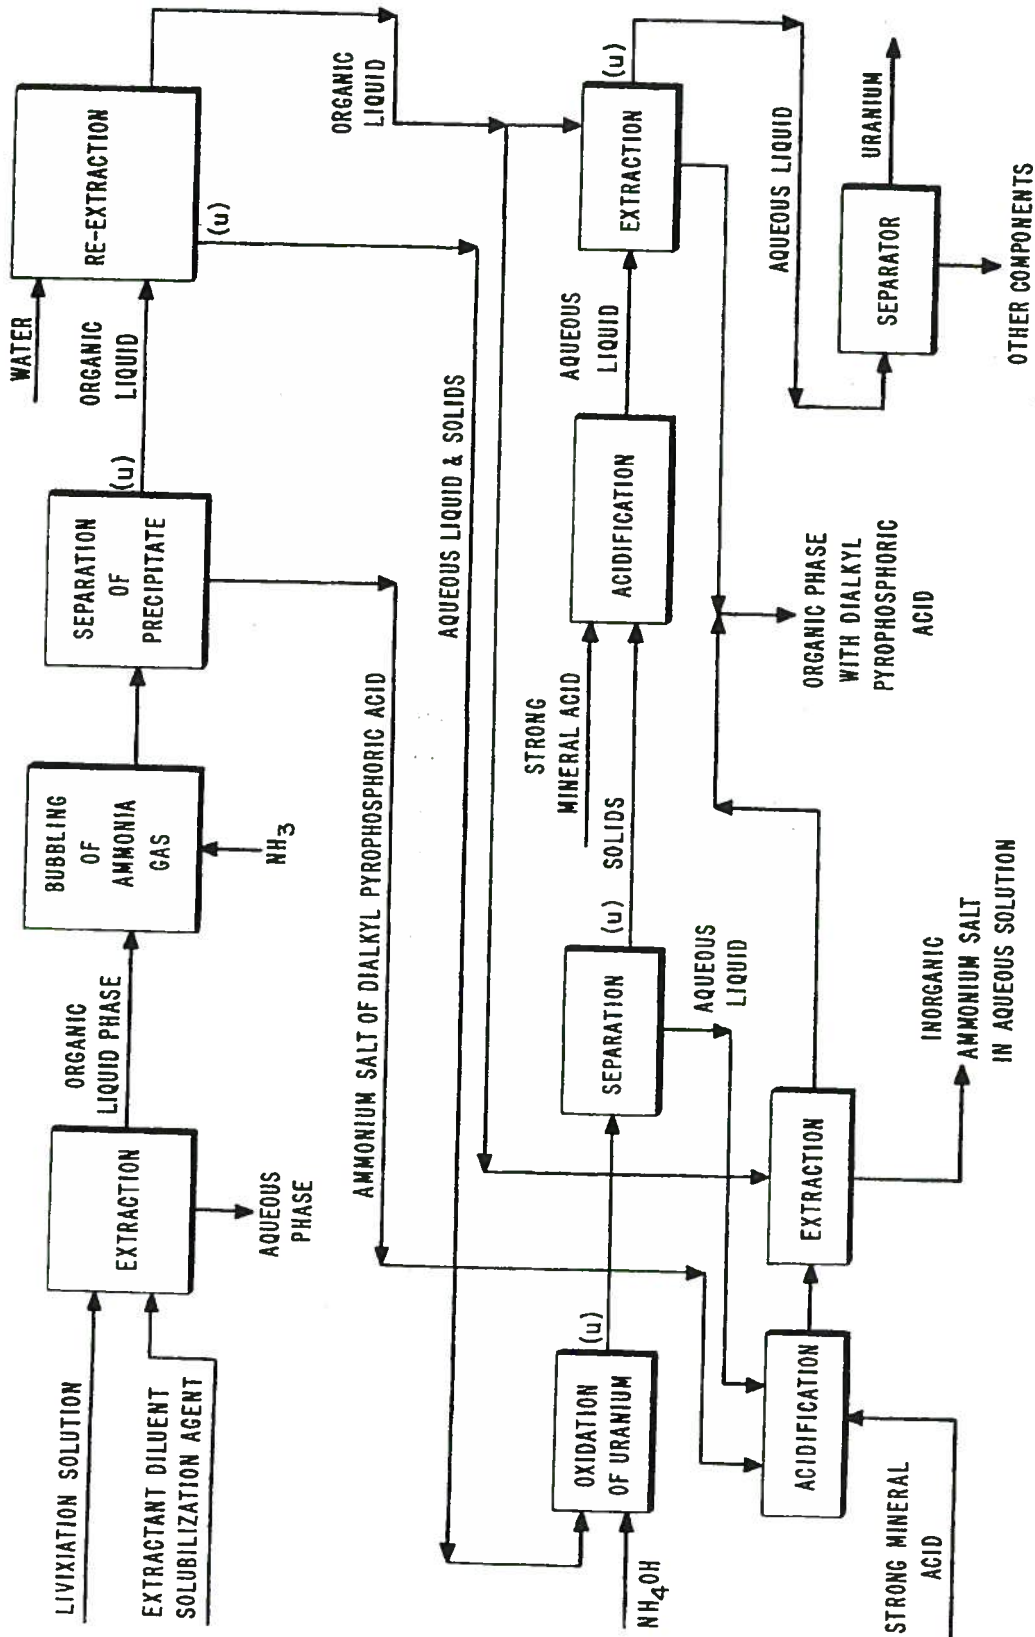 LIVIXIATION SOLUTION
EXTRACTANT DILUENT
SOLUBILIZATION AGENT
EXTRACTION
AQUEOUS
PHASE
ORGANIC
LIQUID PHASE
BUBBLING
OF
AMMONIA
GAS
NH3
SEPARATION
OF
PRECIPITATE
(u)
ORGANIC
LIQUID
WATER
RE-EXTRACTION
(u)
ORGANIC
LIQUID
AQUEOUS LIQUID & SOLIDS
AMMONIUM SALT OF DIALKYL PYROPHOSPHORIC ACID
NH4OH
OXIDATION
OF URANIUM
(u)
SEPARATION
(u) SOLIDS
AQUEOUS
LIQUID
STRONG
MINERAL ACID
ACIDIFICATION
AQUEOUS
LIQUID
EXTRACTION
(u)
AQUEOUS LIQUID
SEPARATOR
URANIUM
OTHER COMPONENTS
STRONG MINERAL
ACID
ACIDIFICATION
EXTRACTION
INORGANIC
AMMONIUM SALT
IN AQUEOUS SOLUTION
ORGANIC PHASE
WITH DIALKYL
PYROPHOSPHORIC
ACID